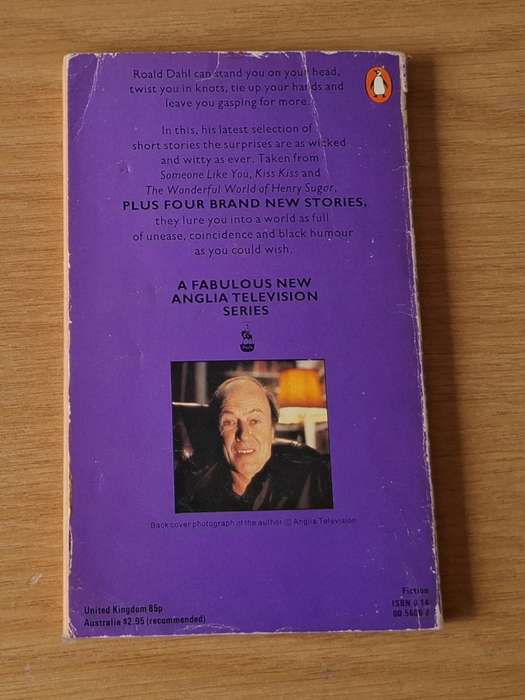 Roald Dahl can stand you on your head,
twist you in knots, tie up your hands and
leave you gasping for more.
In this, his latest selection of
short stories the surprises are as wicked
and witty as ever. Taken from
Someone Like You, Kiss Kiss and
The Wonderful World of Henry Sugar,
PLUS FOUR BRAND NEW STORIES,
they lure you into a world as full
of unease, coincidence and black humour
as you could wish.
A FABULOUS NEW
ANGLIA TELEVISION
SERIES
Back cover photograph of the author © Anglia Television
United Kingdom 85p
Australia $2.95 (recommended)
Fiction
ISBN 0 14